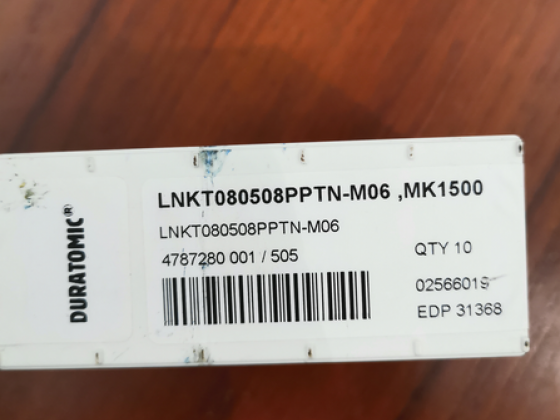 DURATOMIC®
LNKT080508PPTN-M06 ,MK1500
LNKT080508PPTN-M06
4787280 001 / 505
QTY 10
02566019
EDP 31368